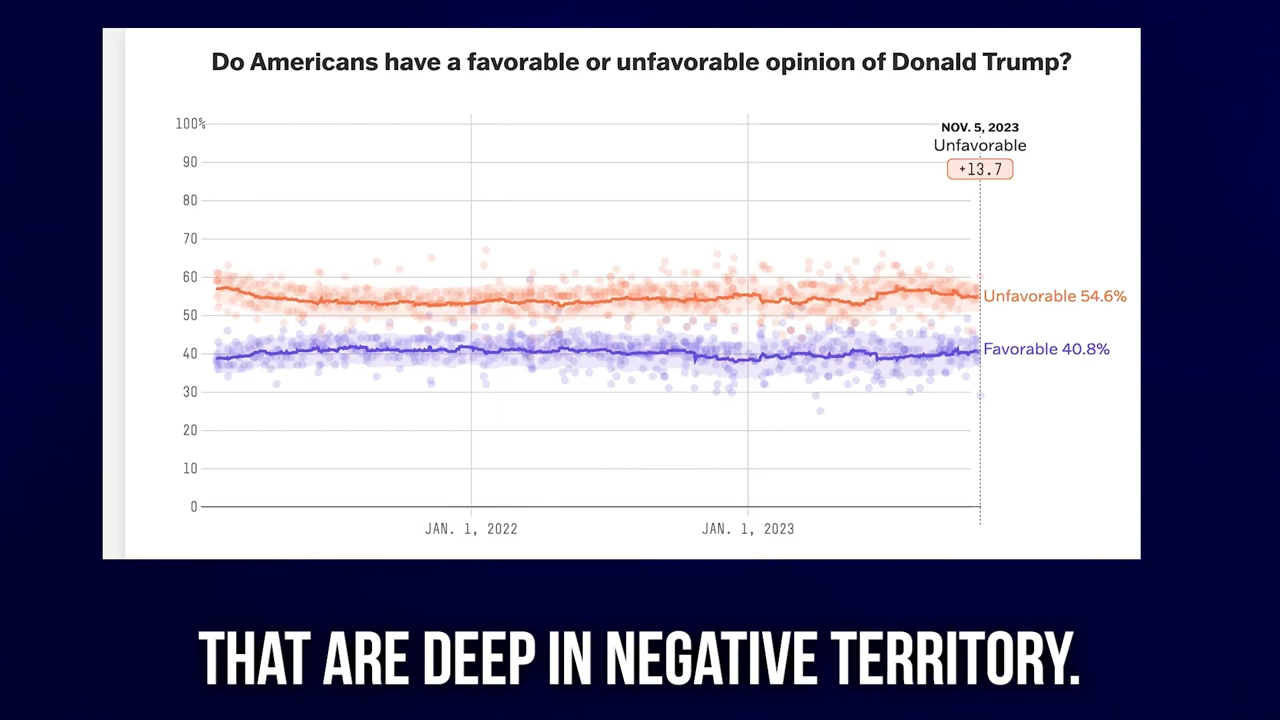 Do Americans have a favorable or unfavorable opinion of Donald Trump?
100%
NOV. 5, 2023
Unfavorable
+13.7
90
80
70
60
Unfavorable 54.6%
50
Favorable 40.8%
40
30
20
10
0
JAN. 1, 2022
JAN. 1, 2023
THAT ARE DEEP IN NEGATIVE TERRITORY.